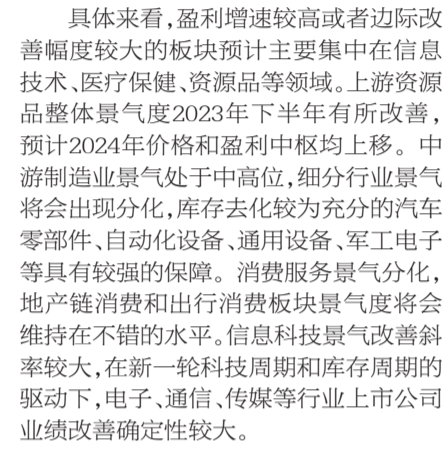 具体来看,盈利增速较高或者边际改
善幅度较大的板块预计主要集中在信息
技术、医疗保健、资源品等领域。上游资源
品整体景气度2023年下半年有所改善,
预计2024年价格和盈利中枢均上移。中
游制造业景气处于中高位,细分行业景气
将会出现分化,库存去化较为充分的汽车
零部件、自动化设备、通用设备、军工电子
等具有较强的保障。消费服务景气分化,
地产链消费和出行消费板块景气度将会
维持在不错的水平。信息科技景气改善斜
率较大,在新一轮科技周期和库存周期的
驱动下,电子、通信、传媒等行业上市公司
业绩改善确定性较大。